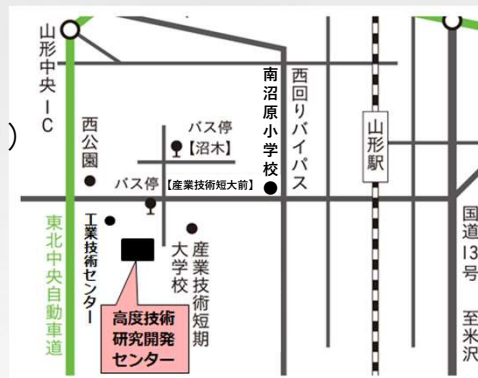 山形中央IC
)
西公園
バス停
【沼木】
バス停【産業技術短大前】
南沼原小学校
西回りバイパス
山形駅
国道13号
至米沢
東北中央自動車道
工業技術センター
産業技術短期
大学校
高度技術
研究開発
センター